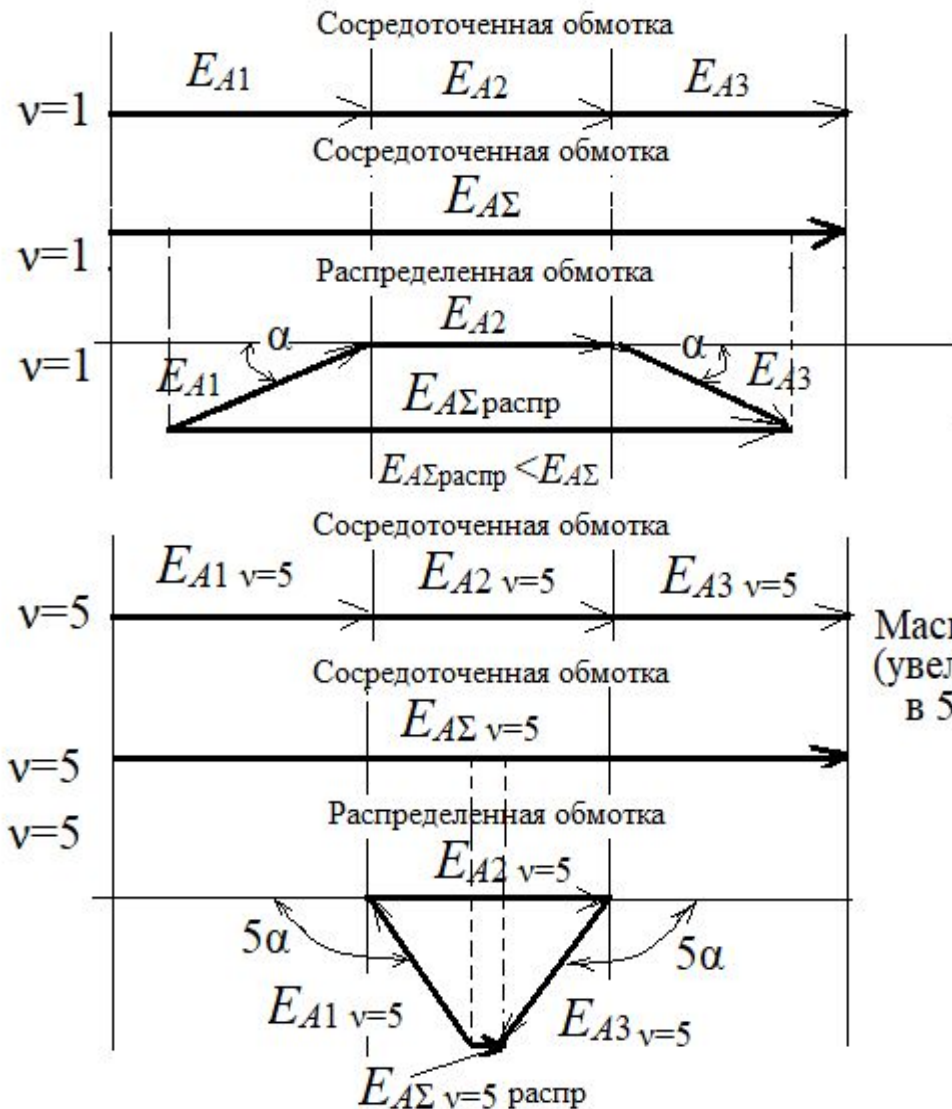 Сосредоточенная обмотка
E_A1 E_A2 E_A3
ν=1
Сосредоточенная обмотка
E_AΣ
ν=1
Распределенная обмотка
E_A2
ν=1
α α
E_A1 E_A3
E_AΣраспр
E_AΣраспр <E_AΣ
Сосредоточенная обмотка
E_A1 ν=5 E_A2 ν=5 E_A3 ν=5
ν=5
(увел
в 5
Сосредоточенная обмотка
E_AΣ ν=5
ν=5
ν=5
Распределенная обмотка
E_A2 ν=5
5α 5α
E_A1 ν=5 E_A3 ν=5
E_AΣ ν=5 распр